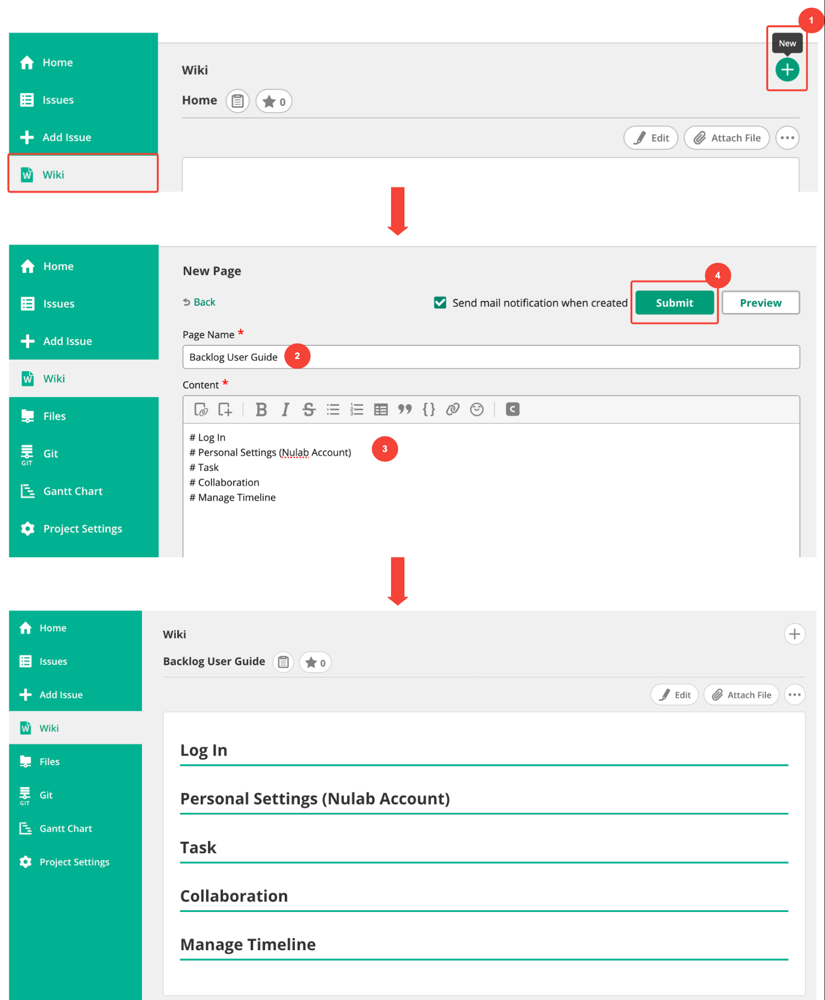 1
New
Home
Issues
Add Issue
W Wiki
Wiki
Home 0
Edit Attach File
Home
Issues
Add Issue
W Wiki
Files
GIT Git
Gantt Chart
Project Settings
New Page
4
Back Send mail notification when created Submit Preview
Page Name *
Backlog User Guide 2
Content *
B I S 1 2 3 " {} C
# Log In
# Personal Settings (Nulab Account) 3
# Task
# Collaboration
# Manage Timeline
Home
Issues
Add Issue
W Wiki
Files
GIT Git
Gantt Chart
Project Settings
Wiki
Backlog User Guide 0
Edit Attach File
Log In
Personal Settings (Nulab Account)
Task
Collaboration
Manage Timeline